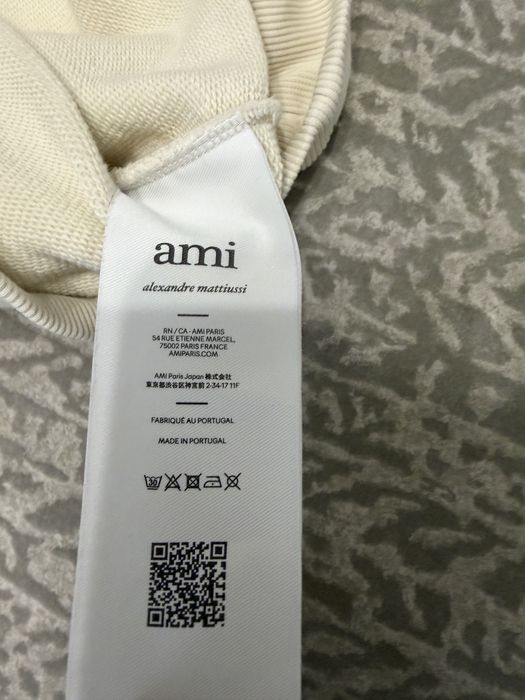 ami
alexandre mattiussi
RN / CA - AMI PARIS
54 RUE ETIENNE MARCEL,
75002 PARIS FRANCE
AMIPARIS.COM
AMI Paris Japan 株式会社
東京都渋谷区神宮前 2-34-17 11F
FABRIQUÉ AU PORTUGAL
MADE IN PORTUGAL
30